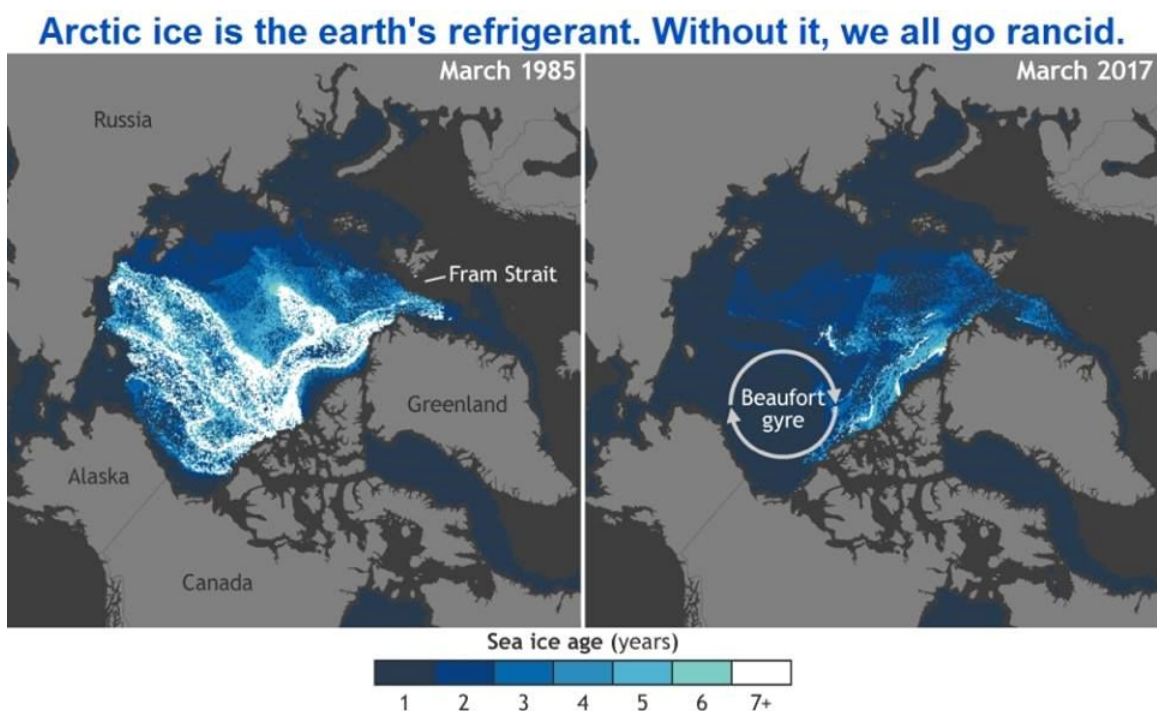 Arctic ice is the earth's refrigerant. Without it, we all go rancid.
March 1985
March 2017
Russia
Fram Strait
Greenland
Beaufort
gyre
Alaska
Canada
Sea ice age (years)
1 2 3 4 5 6 7+